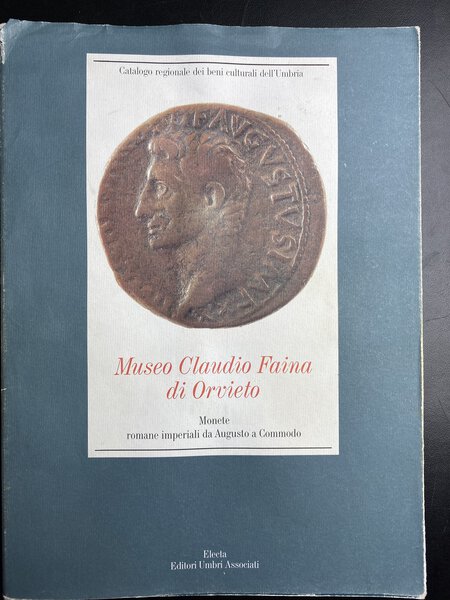 Catalogo regionale dei beni culturali dell'Umbria
F·AVGVSTVS·IMP
Museo Claudio Faina
di Orvieto
Monete
romane imperiali da Augusto a Commodo
Electa
Editori Umbri Associati